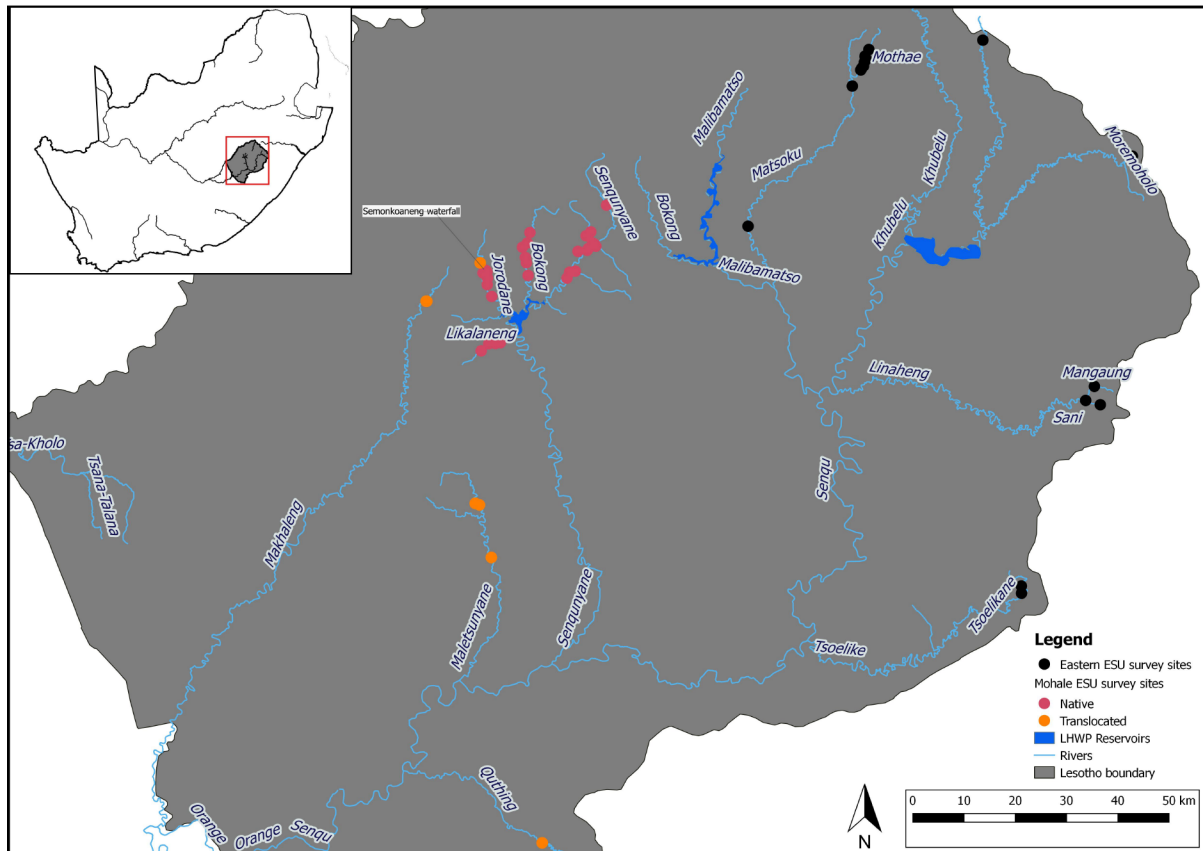 Mothae
Malibamatso
Matsoku
Khubelu
Moremoholo
Senqunyane
Semonkoaneng waterfall
Bokong
Khubelu
Jorodane
Bokong
Malibamatso
Likalaneng
Linaheng
Mangaung
Sani
sa-Kholo
Tsana-Talana
Senqu
Makhaleng
Senqunyane
Maletsunyane
Tsoelikane
Tsoelike
Legend
Eastern ESU survey sites
Mohale ESU survey sites
Native
Translocated
LHWP Reservoirs
Rivers
Lesotho boundary
Quthing
Orange
Orange
Senqu
N
0 10 20 30 40 50 km